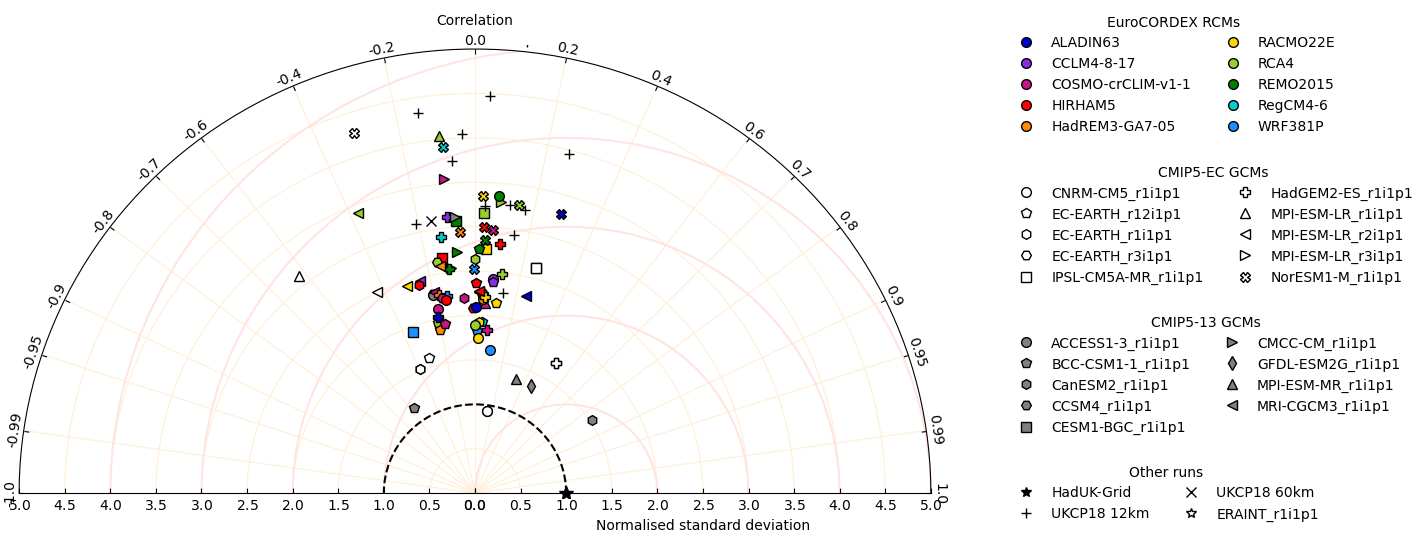 Correlation
-0.2 0.0 0.2
-0.4 0.4
-0.6 0.6
-0.7 0.7
-0.8 0.8
-0.9 0.9
-0.95 0.95
-0.99 0.99
-1.0 1.0
5.0 4.5 4.0 3.5 3.0 2.5 2.0 1.5 1.0 0.5 0.0 0.5 1.0 1.5 2.0 2.5 3.0 3.5 4.0 4.5 5.0
Normalised standard deviation
EuroCORDEX RCMs
ALADIN63 RACMO22E
CCLM4-8-17 RCA4
COSMO-crCLIM-v1-1 REMO2015
HIRHAM5 RegCM4-6
HadREM3-GA7-05 WRF381P
CMIP5-EC GCMs
CNRM-CM5_r1i1p1 HadGEM2-ES_r1i1p1
EC-EARTH_r12i1p1 MPI-ESM-LR_r1i1p1
EC-EARTH_r1i1p1 MPI-ESM-LR_r2i1p1
EC-EARTH_r3i1p1 MPI-ESM-LR_r3i1p1
IPSL-CM5A-MR_r1i1p1 NorESM1-M_r1i1p1
CMIP5-13 GCMs
ACCESS1-3_r1i1p1 CMCC-CM_r1i1p1
BCC-CSM1-1_r1i1p1 GFDL-ESM2G_r1i1p1
CanESM2_r1i1p1 MPI-ESM-MR_r1i1p1
CCSM4_r1i1p1 MRI-CGCM3_r1i1p1
CESM1-BGC_r1i1p1
Other runs
HadUK-Grid UKCP18 60km
UKCP18 12km ERAINT_r1i1p1